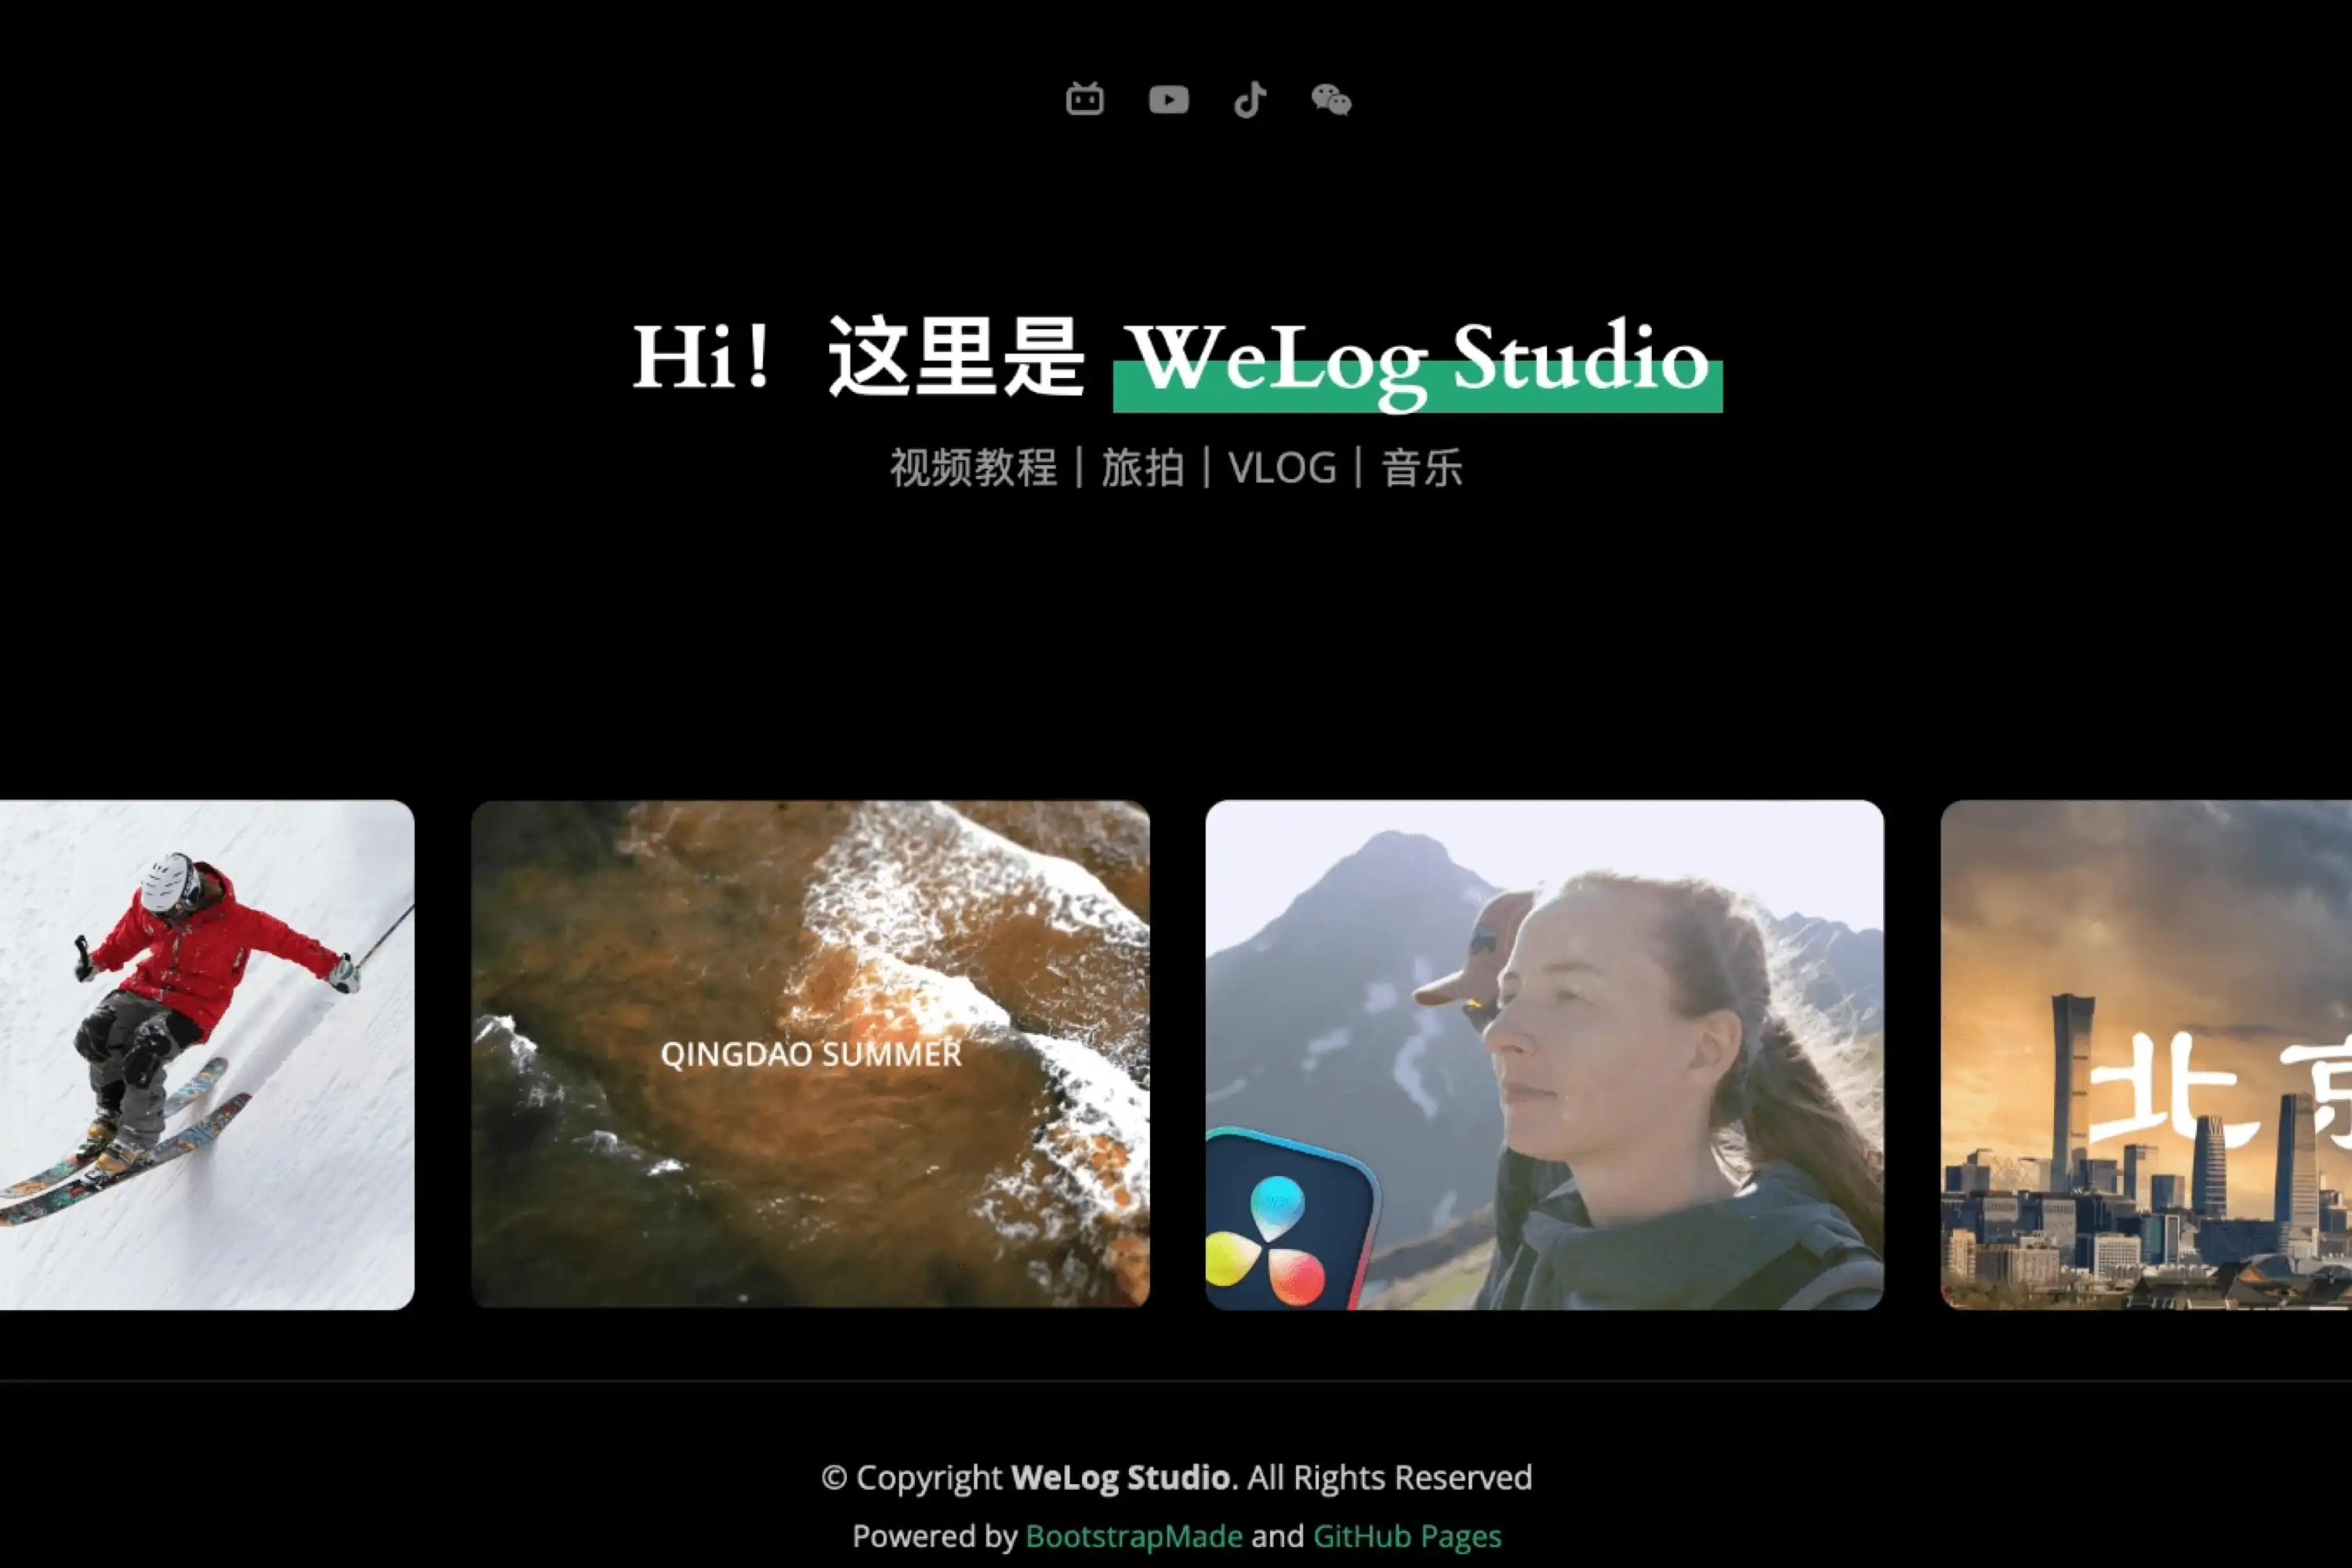 Hi！这里是 WeLog Studio
视频教程｜旅拍｜VLOG｜音乐
QINGDAO SUMMER
北京
© Copyright WeLog Studio. All Rights Reserved
Powered by BootstrapMade and GitHub Pages